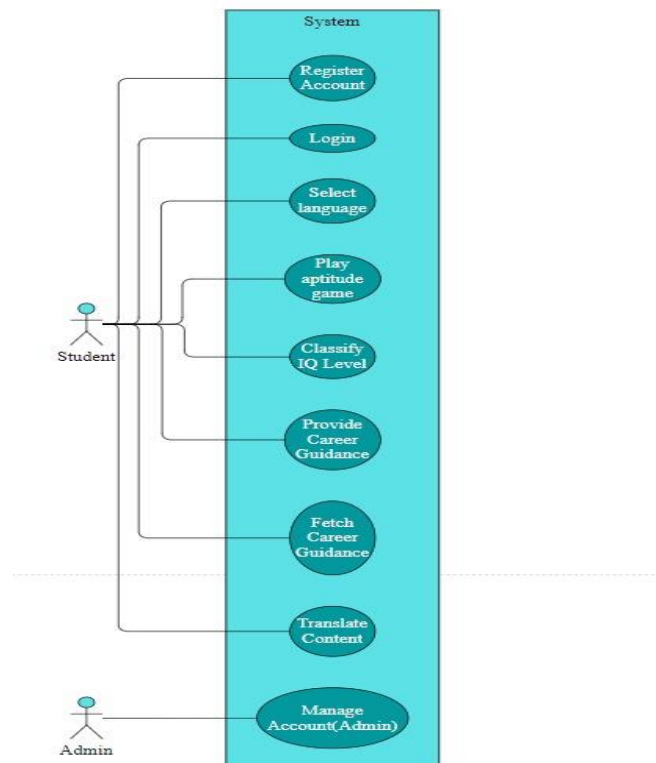 System
Register
Account
Login
Select
language
Play
aptitude
game
Student
Classify
IQ Level
Provide
Career
Guidance
Fetch
Career
Guidance
Translate
Content
Manage
Account(Admin)
Admin